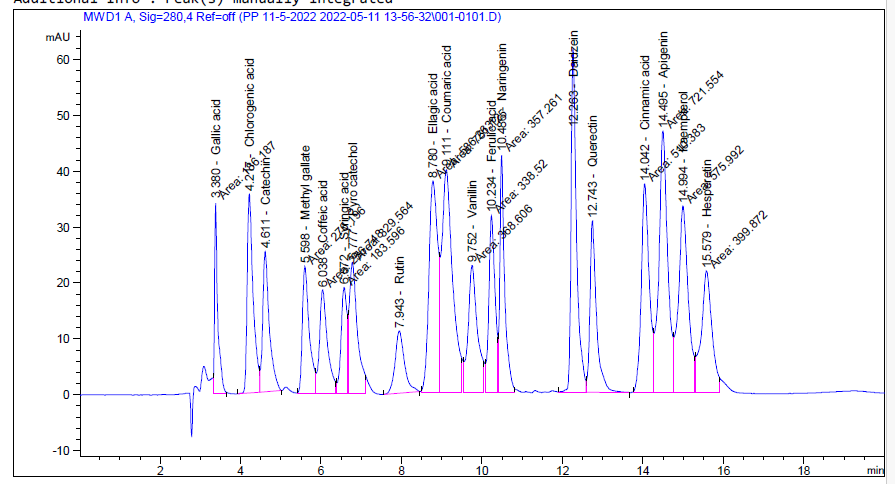 Additional Info : Peak(s) manually integrated
MWD1 A, Sig=280,4 Ref=off (PP 11-5-2022 2022-05-11 13-56-32\001-0101.D)
mAU
60
50
40
30
20
10
0
-10
3.380 - Gallic acid
Chlorogenic acid
4.611 - Catechin
5.598 - Methyl gallate
6.038 - Coffeic acid
Syringic acid
Pyro catechol
Area: 183.596
7.943 - Rutin
8.780 - Ellagic acid
9.111 - Coumaric acid
9.752 - Vanillin
Area: 368.606
10.234 - Ferulic acid
Area: 338.52
Naringenin
Area: 357.261
12.263 - Daidzein
12.743 - Querectin
14.042 - Cinnamic acid
14.495 - Apigenin
Area: 721.554
14.994 -
Area: 575.992
15.579 - Hesperetin
Area: 399.872
2
4
6
8
10
12
14
16
18
min